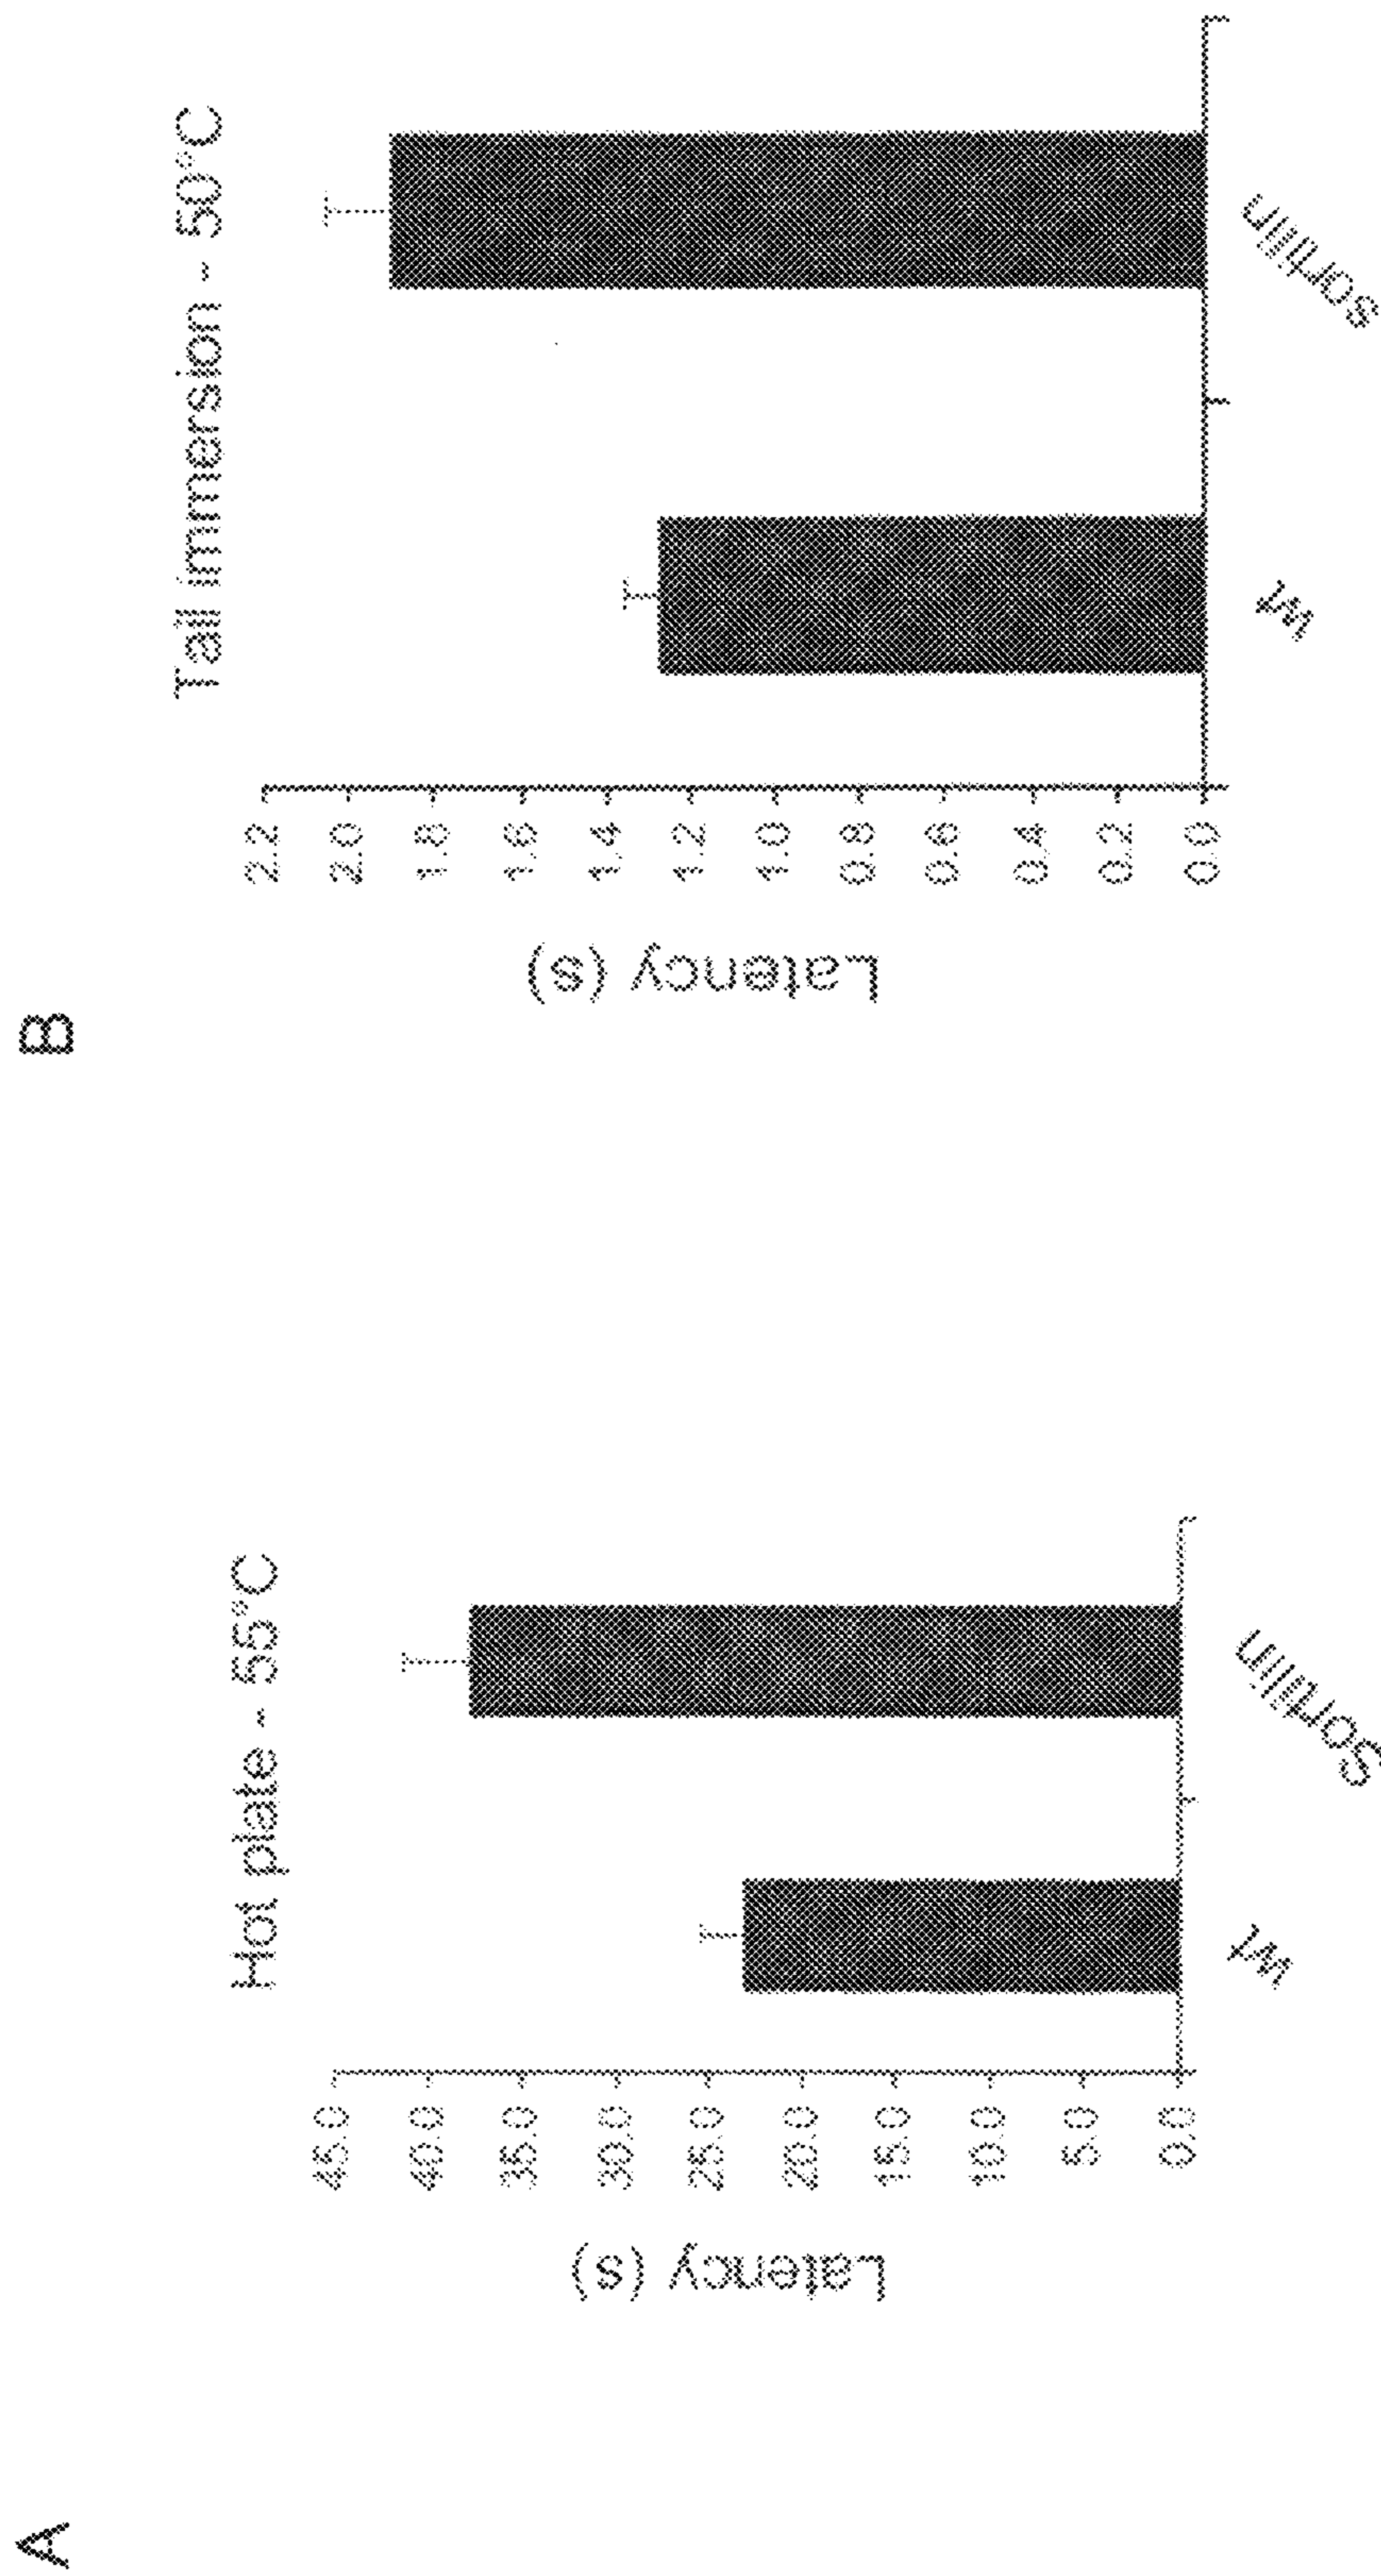 A
Hot plate - 55°C
Latency (s)
45.0
40.0
35.0
30.0
25.0
20.0
15.0
10.0
5.0
0.0
wt
Sortilin
B
Tail immersion - 50°C
Latency (s)
2.2
2.0
1.8
1.6
1.4
1.2
1.0
0.8
0.6
0.4
0.2
0.0
wt
sortilin